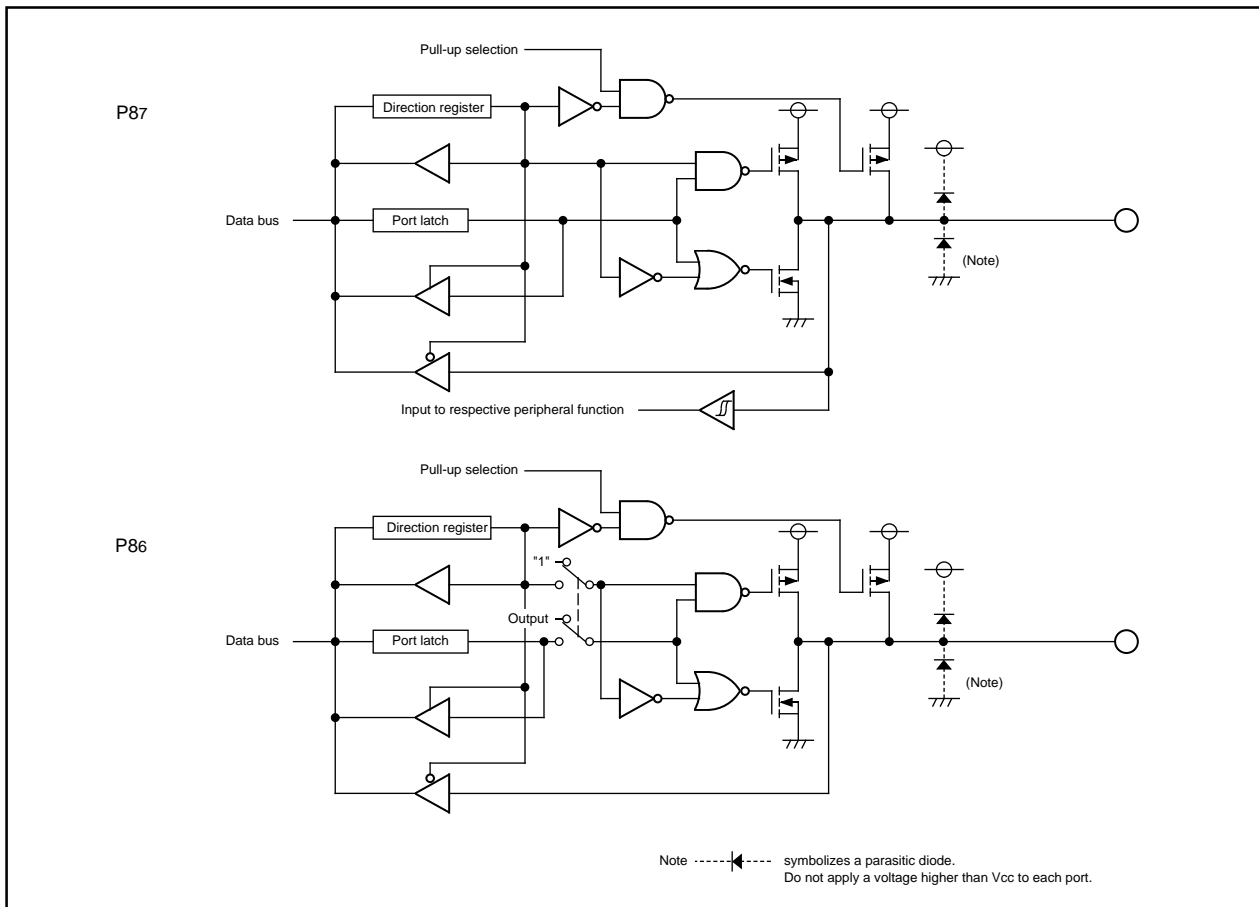 Pull-up selection
P87
Direction register
Data bus
Port latch
(Note)
Input to respective peripheral function
Pull-up selection
Direction register
P86
"1"
Output
Data bus
Port latch
(Note)
Note
symbolizes a parasitic diode.
Do not apply a voltage higher than Vcc to each port.